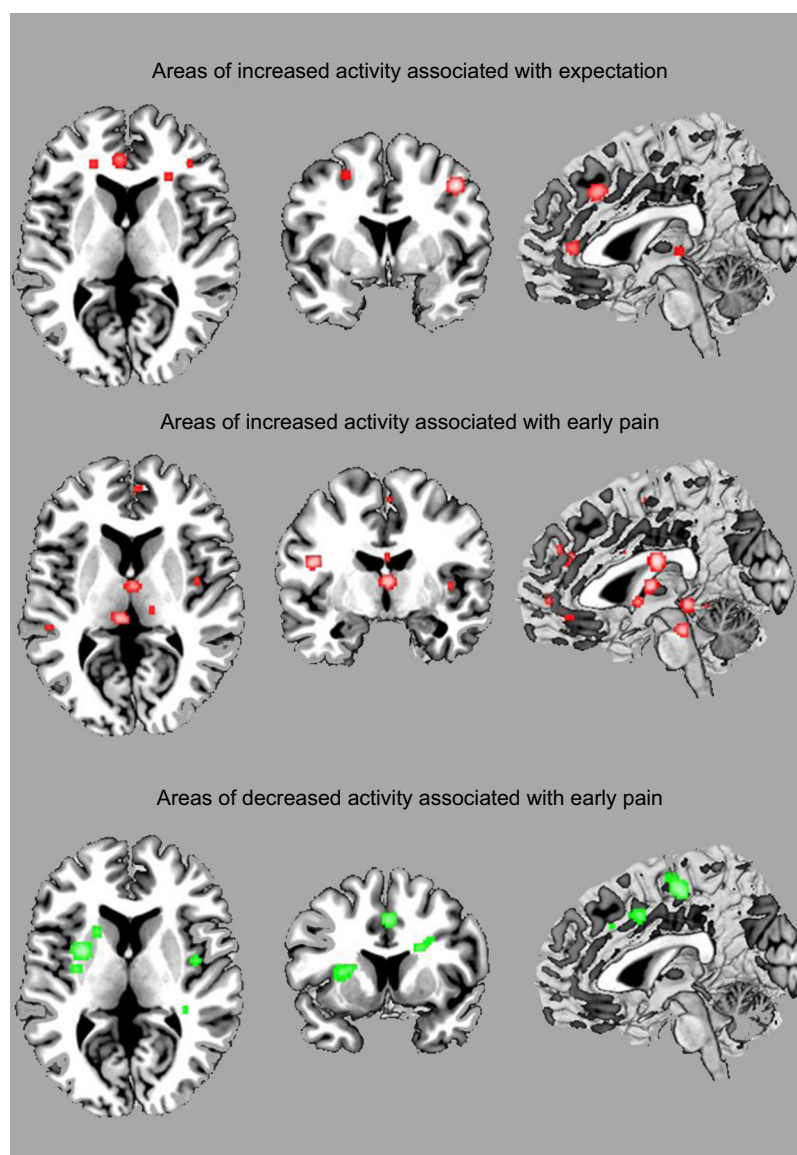 Areas of increased activity associated with expectation
Areas of increased activity associated with early pain
Areas of decreased activity associated with early pain